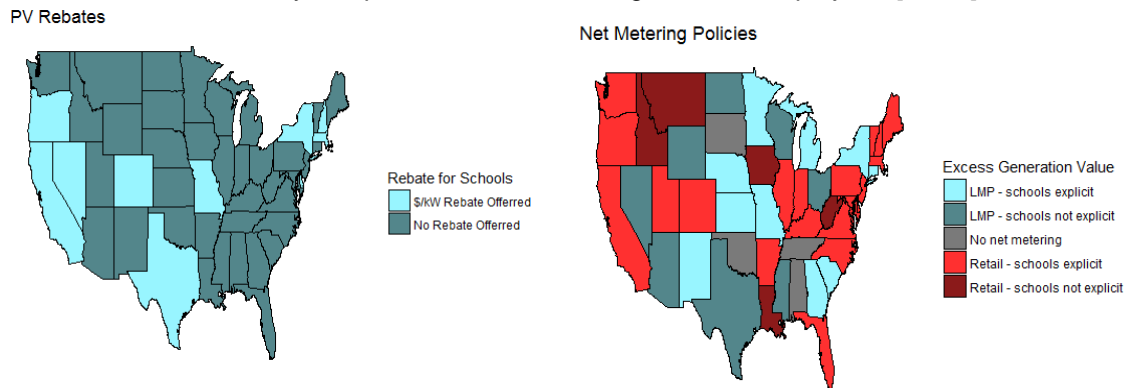 PV Rebates
Rebate for Schools
$/kW Rebate Offerred
No Rebate Offerred
Net Metering Policies
Excess Generation Value
LMP - schools explicit
LMP - schools not explicit
No net metering
Retail - schools explicit
Retail - schools not explicit